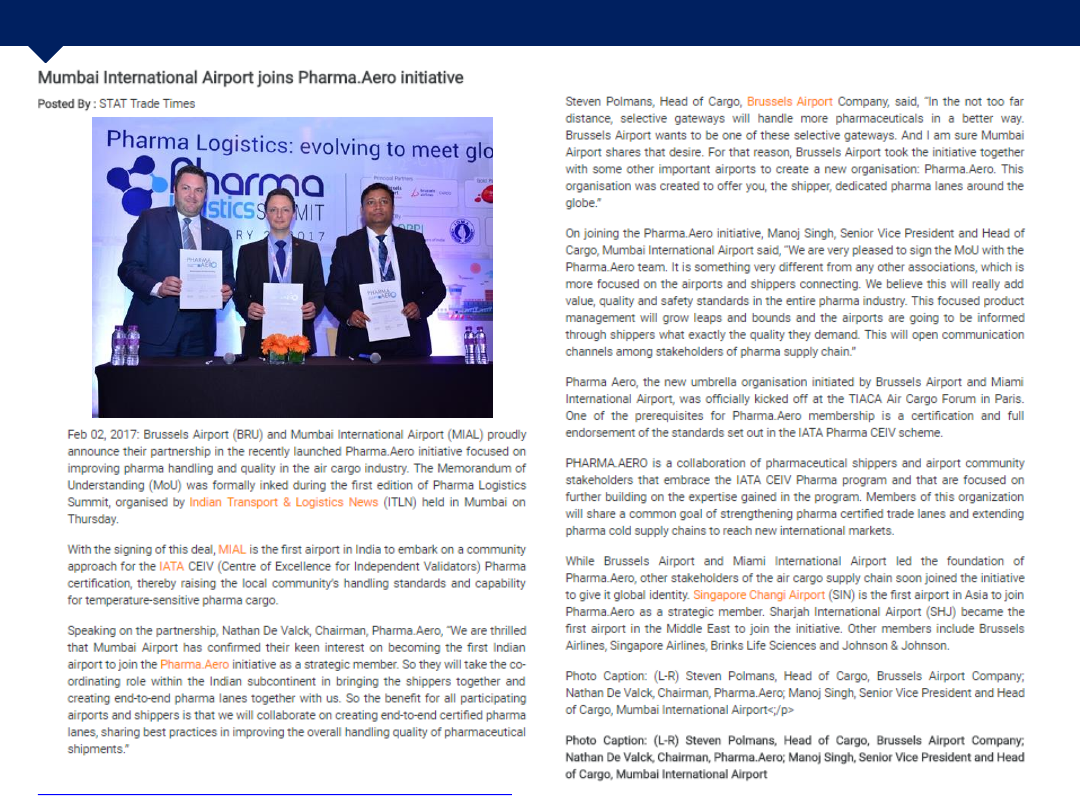 Mumbai International Airport joins Pharma.Aero initiative
Posted By : STAT Trade Times
Pharma Logistics: evolving to meet glo
Pharma
logistics SUMMIT
2017
PHARMA
AERO
PHARMA
AERO
Feb 02, 2017: Brussels Airport (BRU) and Mumbai International Airport (MIAL) proudly
announce their partnership in the recently launched Pharma.Aero initiative focused on
improving pharma handling and quality in the air cargo industry. The Memorandum of
Understanding (MoU) was formally inked during the first edition of Pharma Logistics
Summit, organised by Indian Transport & Logistics News (ITLN) held in Mumbai on
Thursday.
With the signing of this deal, MIAL is the first airport in India to embark on a community
approach for the IATA CEIV (Centre of Excellence for Independent Validators) Pharma
certification, thereby raising the local community's handling standards and capability
for temperature-sensitive pharma cargo.
Speaking on the partnership, Nathan De Valck, Chairman, Pharma.Aero, “We are thrilled
that Mumbai Airport has confirmed their keen interest on becoming the first Indian
airport to join the Pharma.Aero initiative as a strategic member. So they will take the co-
ordinating role within the Indian subcontinent in bringing the shippers together and
creating end-to-end pharma lanes together with us. So the benefit for all participating
airports and shippers is that we will collaborate on creating end-to-end certified pharma
lanes, sharing best practices in improving the overall handling quality of pharmaceutical
shipments.”
Steven Polmans, Head of Cargo, Brussels Airport Company, said, “In the not too far
distance, selective gateways will handle more pharmaceuticals in a better way.
Brussels Airport wants to be one of these selective gateways. And I am sure Mumbai
Airport shares that desire. For that reason, Brussels Airport took the initiative together
with some other important airports to create a new organisation: Pharma.Aero. This
organisation was created to offer you, the shipper, dedicated pharma lanes around the
globe.”
On joining the Pharma.Aero initiative, Manoj Singh, Senior Vice President and Head of
Cargo, Mumbai International Airport said, “We are very pleased to sign the MoU with the
Pharma.Aero team. It is something very different from any other associations, which is
more focused on the airports and shippers connecting. We believe this will really add
value, quality and safety standards in the entire pharma industry. This focused product
management will grow leaps and bounds and the airports are going to be informed
through shippers what exactly the quality they demand. This will open communication
channels among stakeholders of pharma supply chain.”
Pharma Aero, the new umbrella organisation initiated by Brussels Airport and Miami
International Airport, was officially kicked off at the TIACA Air Cargo Forum in Paris.
One of the prerequisites for Pharma.Aero membership is a certification and full
endorsement of the standards set out in the IATA Pharma CEIV scheme.
PHARMA.AERO is a collaboration of pharmaceutical shippers and airport community
stakeholders that embrace the IATA CEIV Pharma program and that are focused on
further building on the expertise gained in the program. Members of this organization
will share a common goal of strengthening pharma certified trade lanes and extending
pharma cold supply chains to reach new international markets.
While Brussels Airport and Miami International Airport led the foundation of
Pharma.Aero, other stakeholders of the air cargo supply chain soon joined the initiative
to give it global identity. Singapore Changi Airport (SIN) is the first airport in Asia to join
Pharma.Aero as a strategic member. Sharjah International Airport (SHJ) became the
first airport in the Middle East to join the initiative. Other members include Brussels
Airlines, Singapore Airlines, Brinks Life Sciences and Johnson & Johnson.
Photo Caption: (L-R) Steven Polmans, Head of Cargo, Brussels Airport Company;
Nathan De Valck, Chairman, Pharma.Aero; Manoj Singh, Senior Vice President and Head
of Cargo, Mumbai International Airport<;/p>
Photo Caption: (L-R) Steven Polmans, Head of Cargo, Brussels Airport Company;
Nathan De Valck, Chairman, Pharma.Aero; Manoj Singh, Senior Vice President and Head
of Cargo, Mumbai International Airport